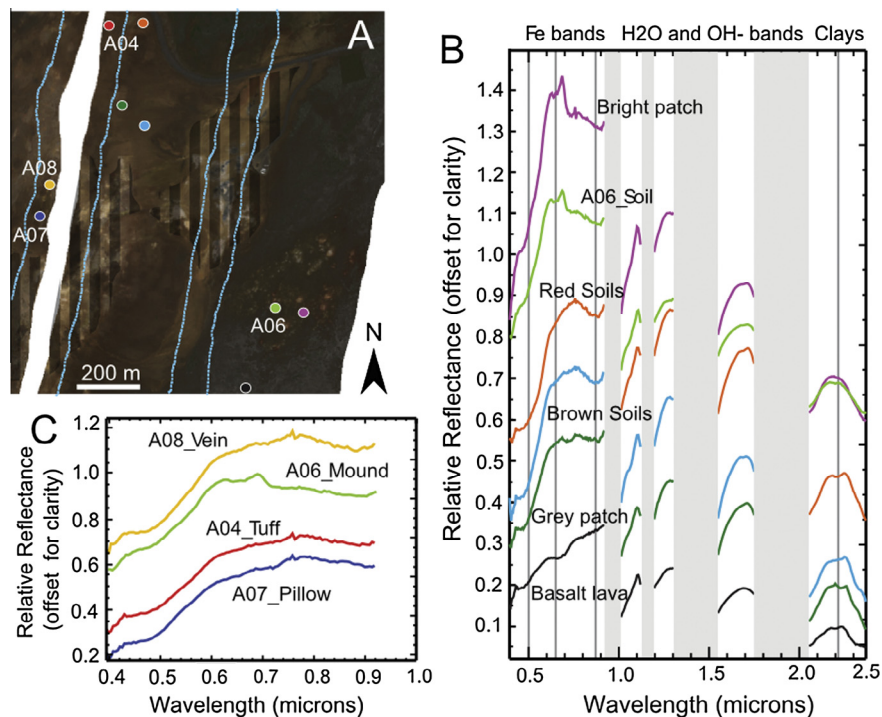 A
A04
A08
A07
A06
N
200 m
B
Fe bands
H2O and OH- bands
Clays
Relative Reflectance (offset for clarity)
1.4
1.3
1.2
1.1
1.0
0.9
0.8
0.7
0.6
0.5
0.4
0.3
0.2
0.1
Bright patch
A06_Soil
Red Soils
Brown Soils
Grey patch
Basalt lava
0.5
1.0
1.5
2.0
2.5
Wavelength (microns)
C
Relative Reflectance
(offset for clarity)
1.2
1.0
0.8
0.6
0.4
0.2
A08_Vein
A06_Mound
A04_Tuff
A07_Pillow
0.4
0.5
0.6
0.7
0.8
0.9
1.0
Wavelength (microns)